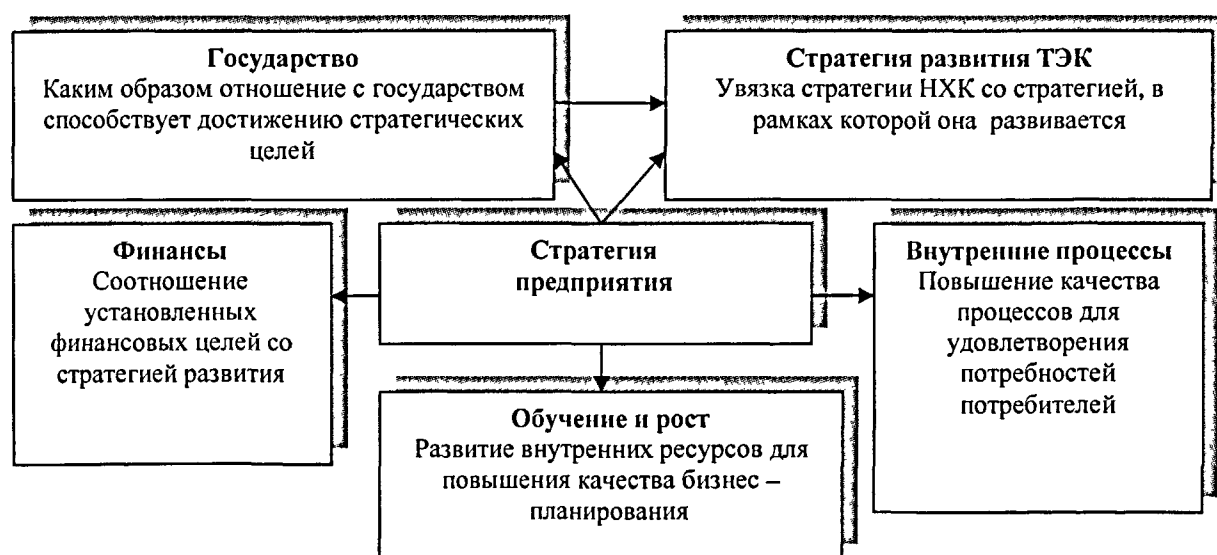 Государство
Каким образом отношение с государством
способствует достижению стратегических
целей
Стратегия развития ТЭК
Увязка стратегии НХК со стратегией, в
рамках которой она развивается
Финансы
Соотношение
установленных
финансовых целей со
стратегией развития
Стратегия
предприятия
Внутренние процессы
Повышение качества
процессов для
удовлетворения
потребностей
потребителей
Обучение и рост
Развитие внутренних ресурсов для
повышения качества бизнес –
планирования